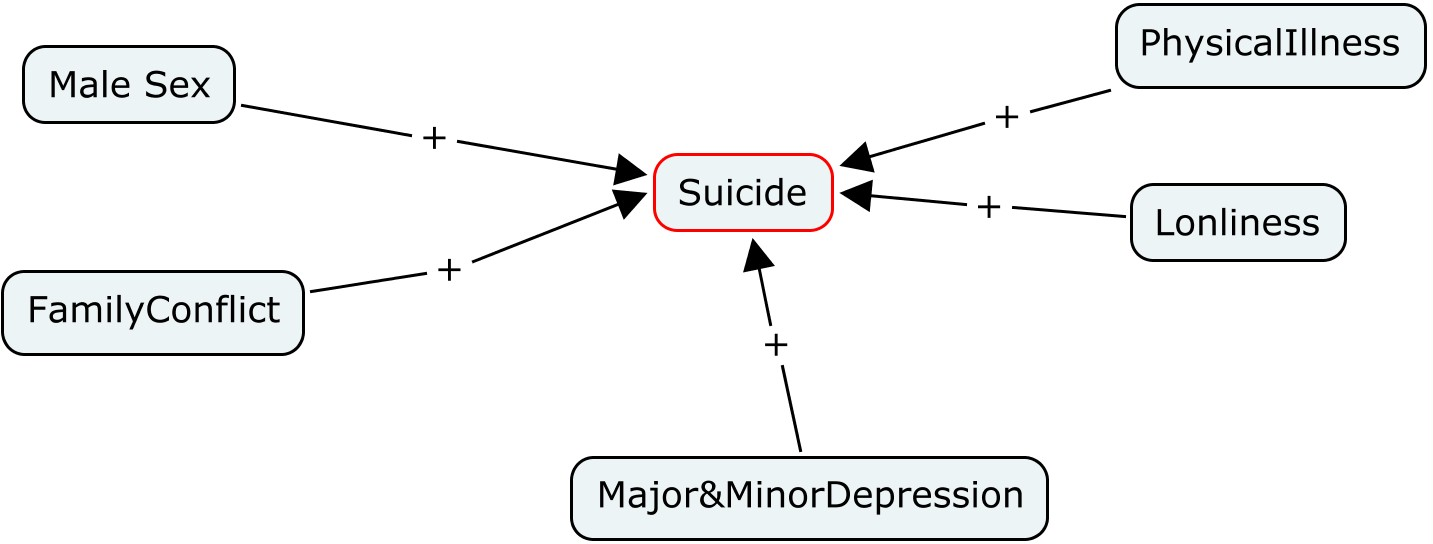 PhysicalIllness
Male Sex
+
+
Suicide
+
Lonliness
+
FamilyConflict
+
Major&MinorDepression